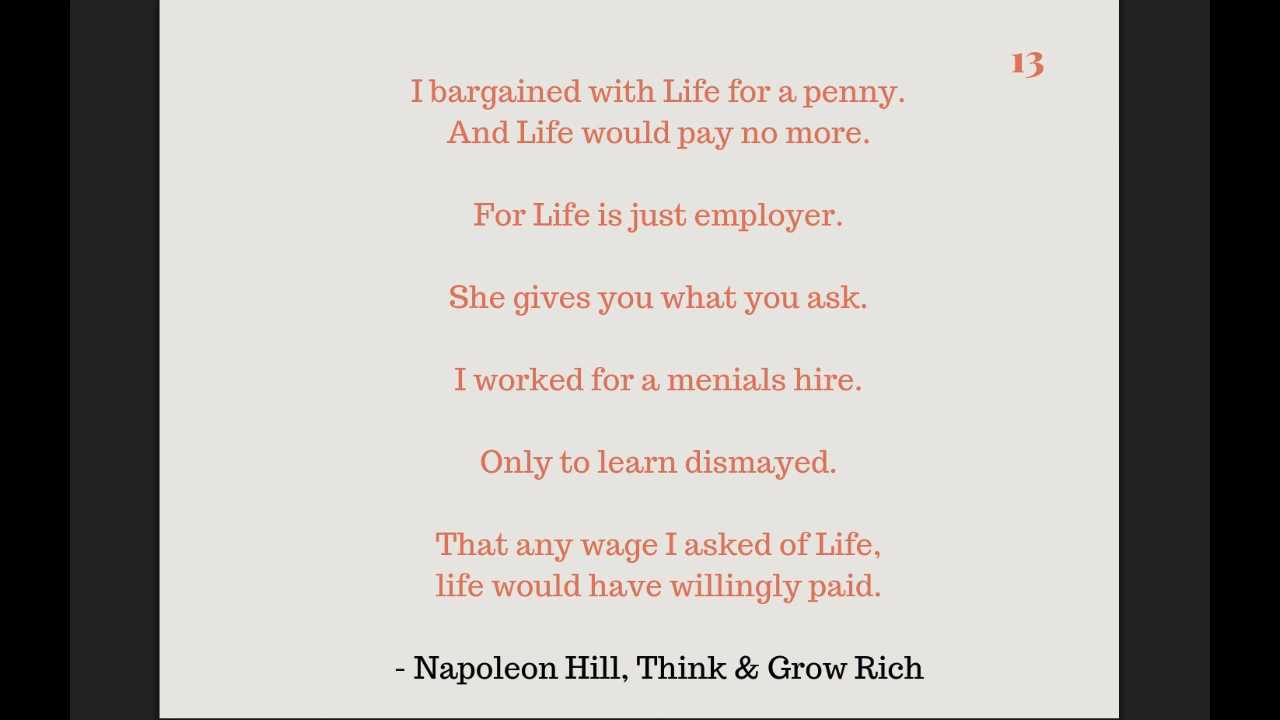 13
I bargained with Life for a penny.
And Life would pay no more.
For Life is just employer.
She gives you what you ask.
I worked for a menials hire.
Only to learn dismayed.
That any wage I asked of Life,
life would have willingly paid.
- Napoleon Hill, Think & Grow Rich